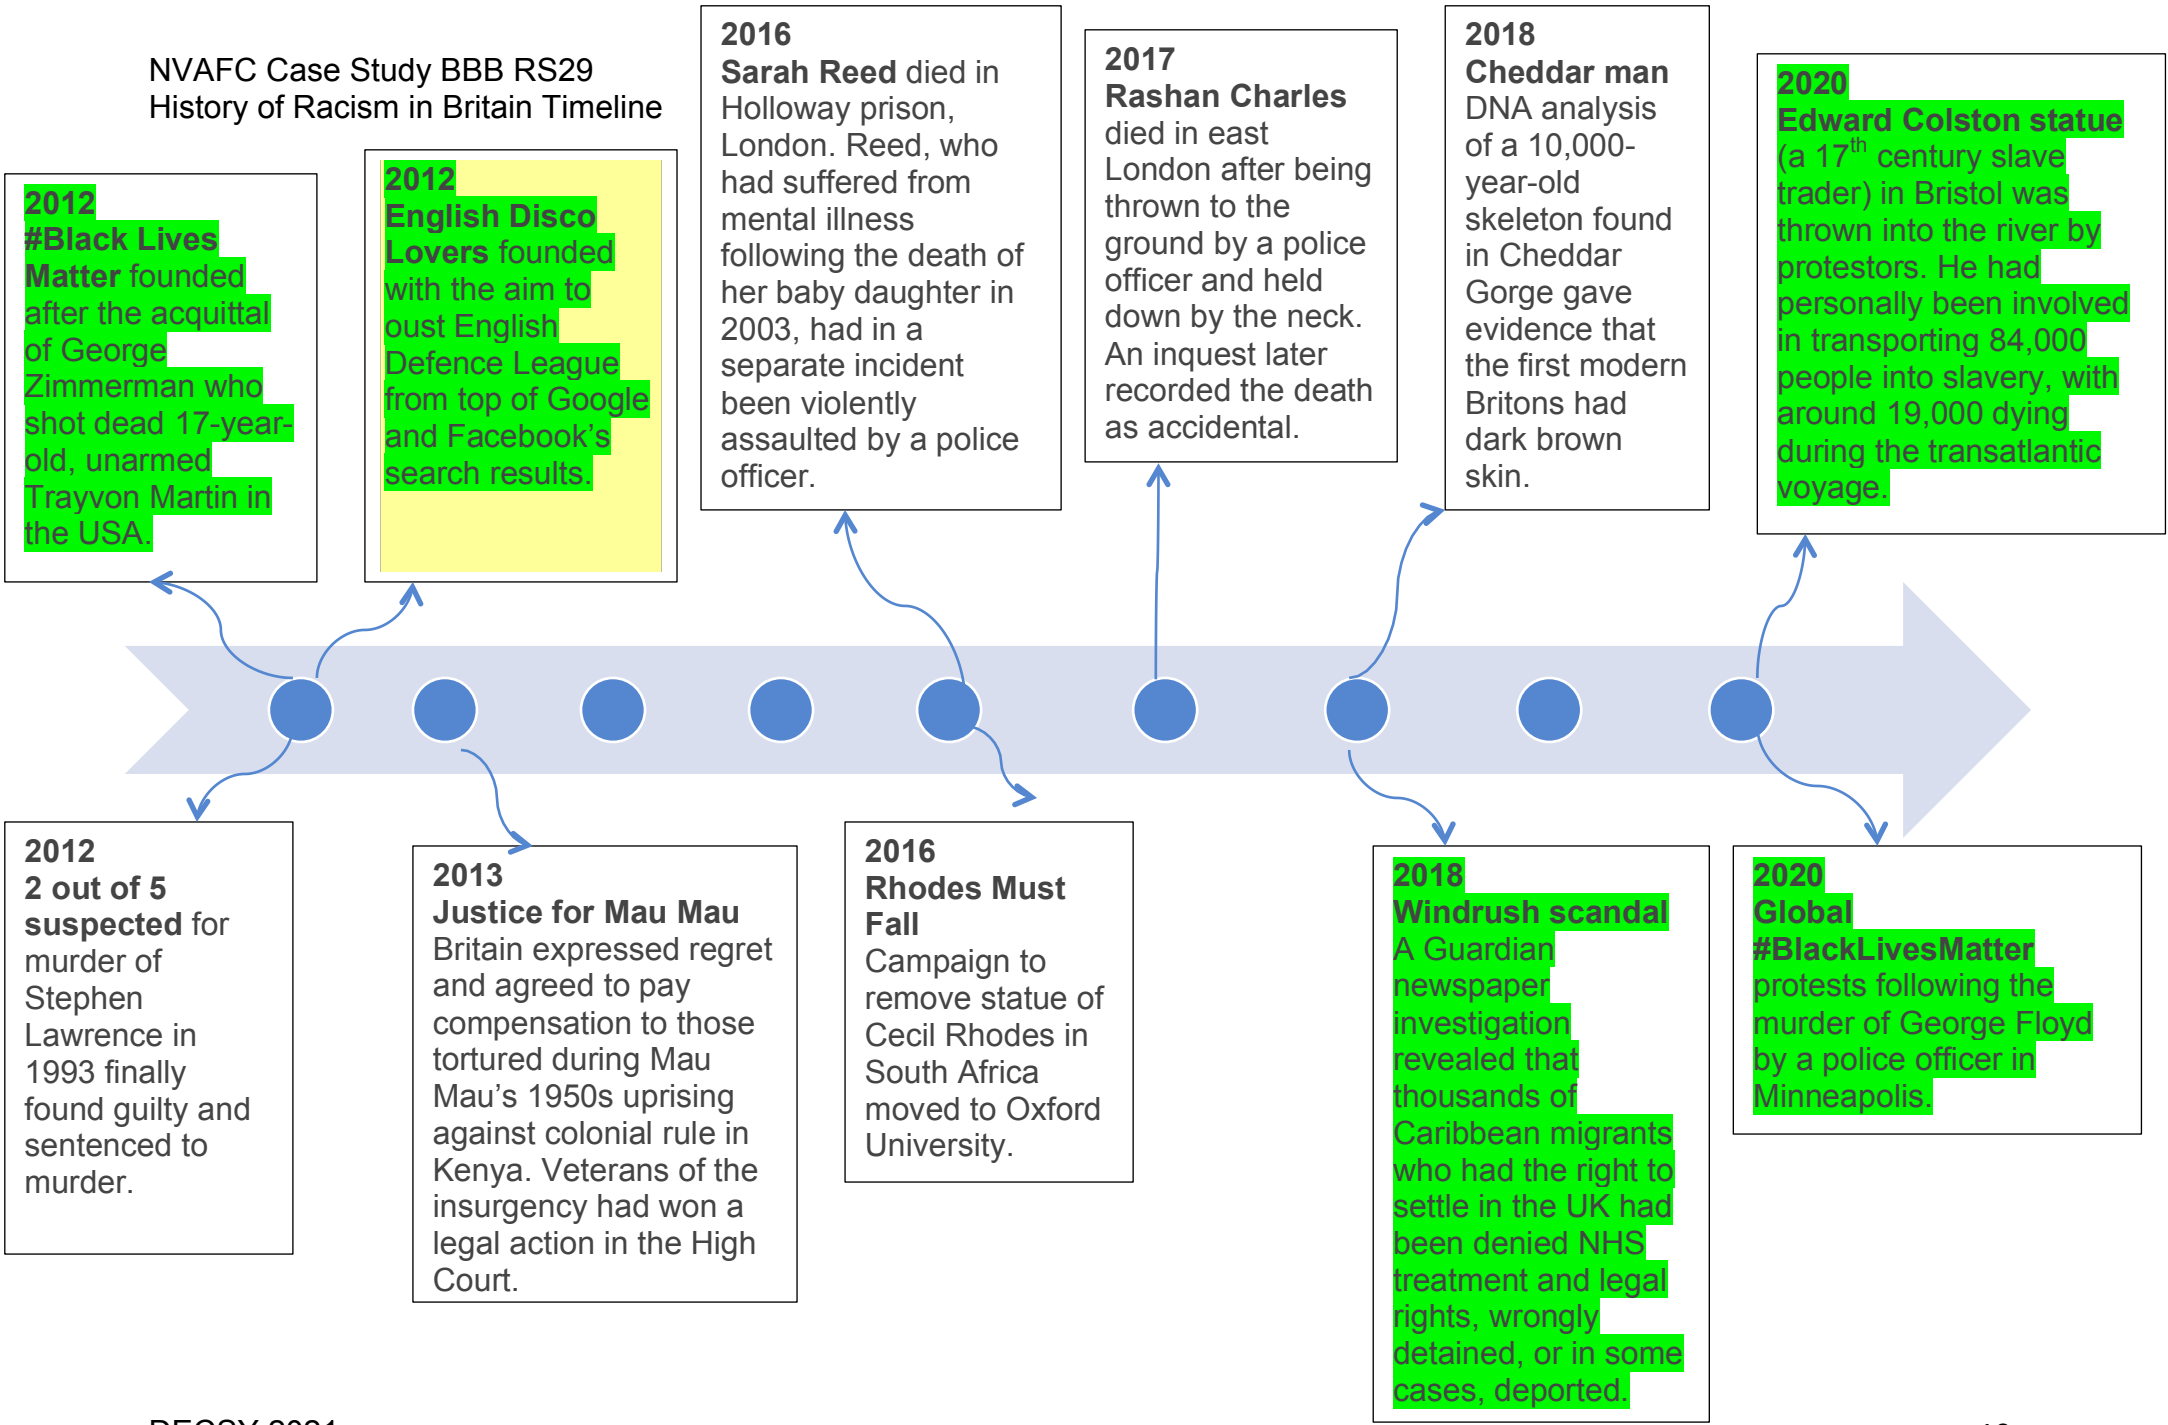 NVAFC Case Study BBB RS29
History of Racism in Britain Timeline
2012
#Black Lives
Matter founded
after the acquittal
of George
Zimmerman who
shot dead 17-year-
old, unarmed
Trayvon Martin in
the USA.
2012
English Disco
Lovers founded
with the aim to
oust English
Defence League
from top of Google
and Facebook’s
search results.
2016
Sarah Reed died in
Holloway prison,
London. Reed, who
had suffered from
mental illness
following the death of
her baby daughter in
2003, had in a
separate incident
been violently
assaulted by a police
officer.
2017
Rashan Charles
died in east
London after being
thrown to the
ground by a police
officer and held
down by the neck.
An inquest later
recorded the death
as accidental.
2018
Cheddar man
DNA analysis
of a 10,000-
year-old
skeleton found
in Cheddar
Gorge gave
evidence that
the first modern
Britons had
dark brown
skin.
2020
Edward Colston statue
(a 17th century slave
trader) in Bristol was
thrown into the river by
protestors. He had
personally been involved
in transporting 84,000
people into slavery, with
around 19,000 dying
during the transatlantic
voyage.
2012
2 out of 5
suspected for
murder of
Stephen
Lawrence in
1993 finally
found guilty and
sentenced to
murder.
2013
Justice for Mau Mau
Britain expressed regret
and agreed to pay
compensation to those
tortured during Mau
Mau’s 1950s uprising
against colonial rule in
Kenya. Veterans of the
insurgency had won a
legal action in the High
Court.
2016
Rhodes Must
Fall
Campaign to
remove statue of
Cecil Rhodes in
South Africa
moved to Oxford
University.
2018
Windrush scandal
A Guardian
newspaper
investigation
revealed that
thousands of
Caribbean migrants
who had the right to
settle in the UK had
been denied NHS
treatment and legal
rights, wrongly
detained, or in some
cases, deported.
2020
Global
#BlackLivesMatter
protests following the
murder of George Floyd
by a police officer in
Minneapolis.
DECSY 2021